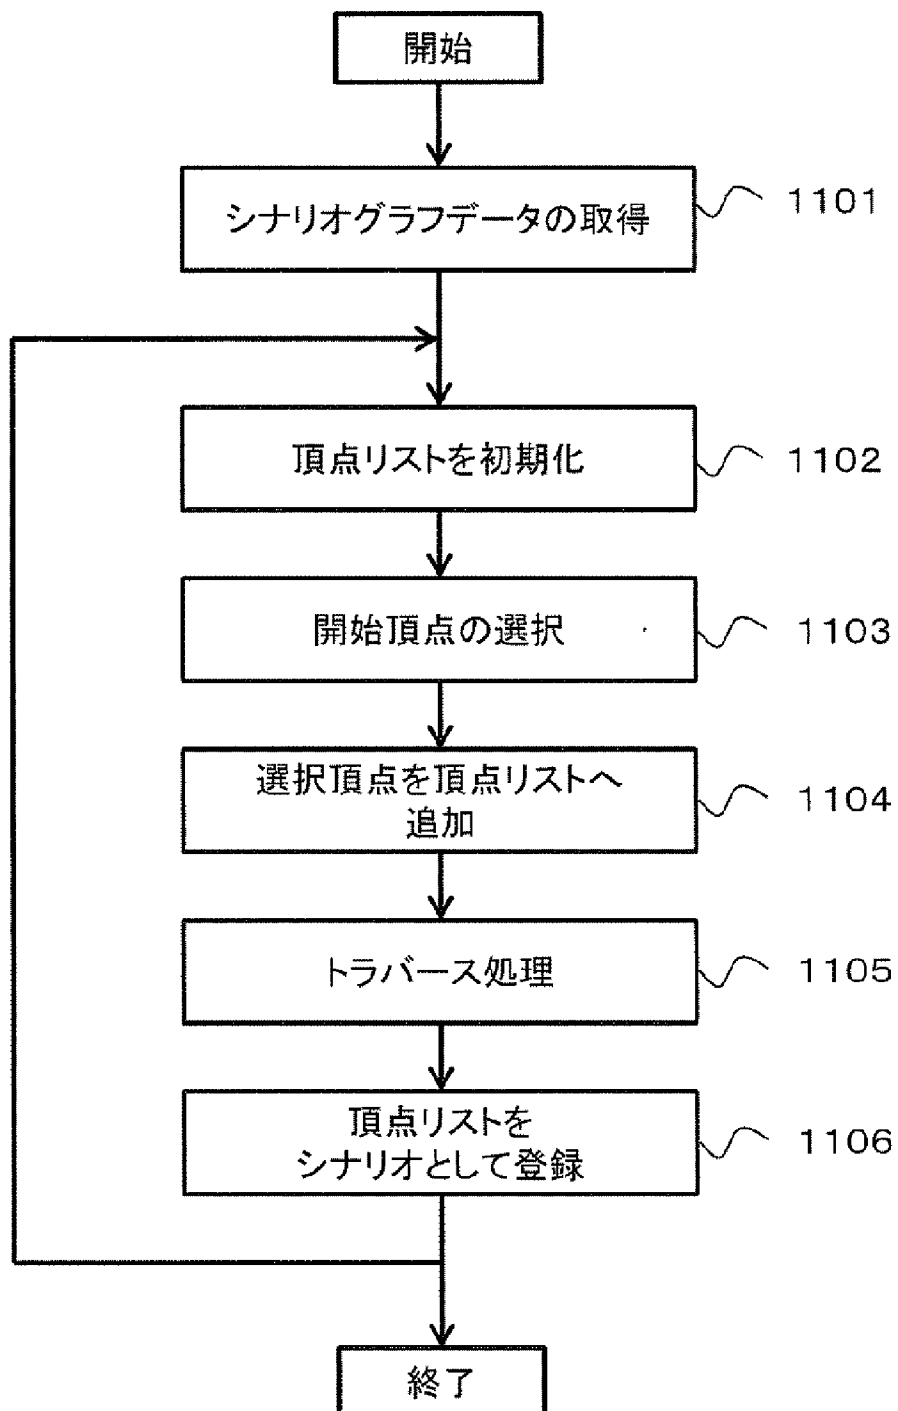 開始
シナリオグラフデータの取得
1101
頂点リストを初期化
1102
開始頂点の選択
1103
選択頂点を頂点リストへ
追加
1104
トラバース処理
1105
頂点リストを
シナリオとして登録
1106
終了